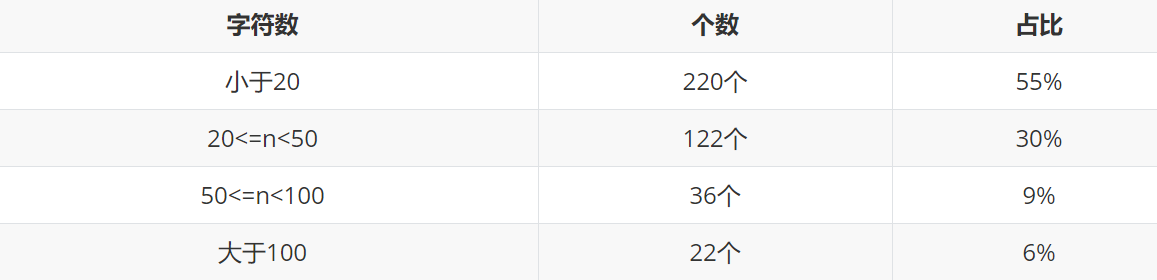 字符数 个数 占比
小于20 220个 55%
20<=n<50 122个 30%
50<=n<100 36个 9%
大于100 22个 6%